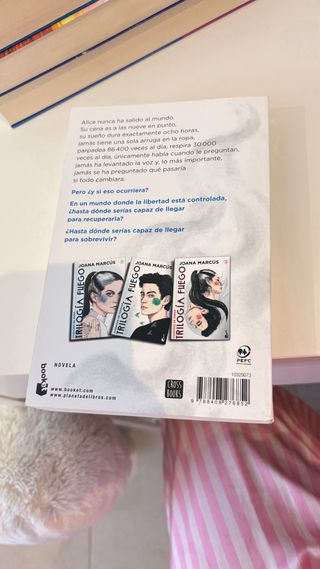 Alice nunca ha salido al mundo.
Su cena es a las nueve en punto,
su sueño dura exactamente ocho horas,
jamás tiene una sola arruga en la ropa,
parpadea 86 400 veces al día, respira 30 000
veces al día, únicamente habla cuando le preguntan,
jamás ha levantado la voz y, lo más importante,
jamás se ha preguntado qué pasaría
si todo cambiara.
Pero ¿y si eso ocurriera?
En un mundo donde la libertad está controlada,
¿hasta dónde serías capaz de llegar
para recuperarla?
¿Hasta dónde serías capaz de llegar
para sobrevivir?
JOANA MARCÚS
TRILOGÍA FUEGO
JOANA MARCÚS
TRILOGÍA FUEGO
JOANA MARCÚS
TRILOGÍA FUEGO
PEFC
NOVELA
booket
www.booket.com
www.planetadelibros.com
CROSS
BOOKS
10329073
9 788408 276852